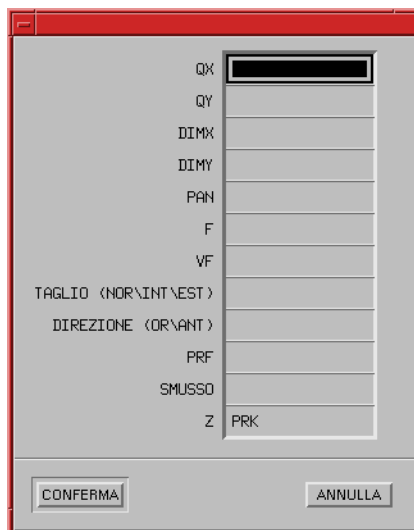 QX
QY
DIMX
DIMY
PAN
F
VF
TAGLIO (NOR\INT\EST)
DIREZIONE (OR\ANT)
PRF
SMUSSO
Z PRK
CONFERMA ANNULLA